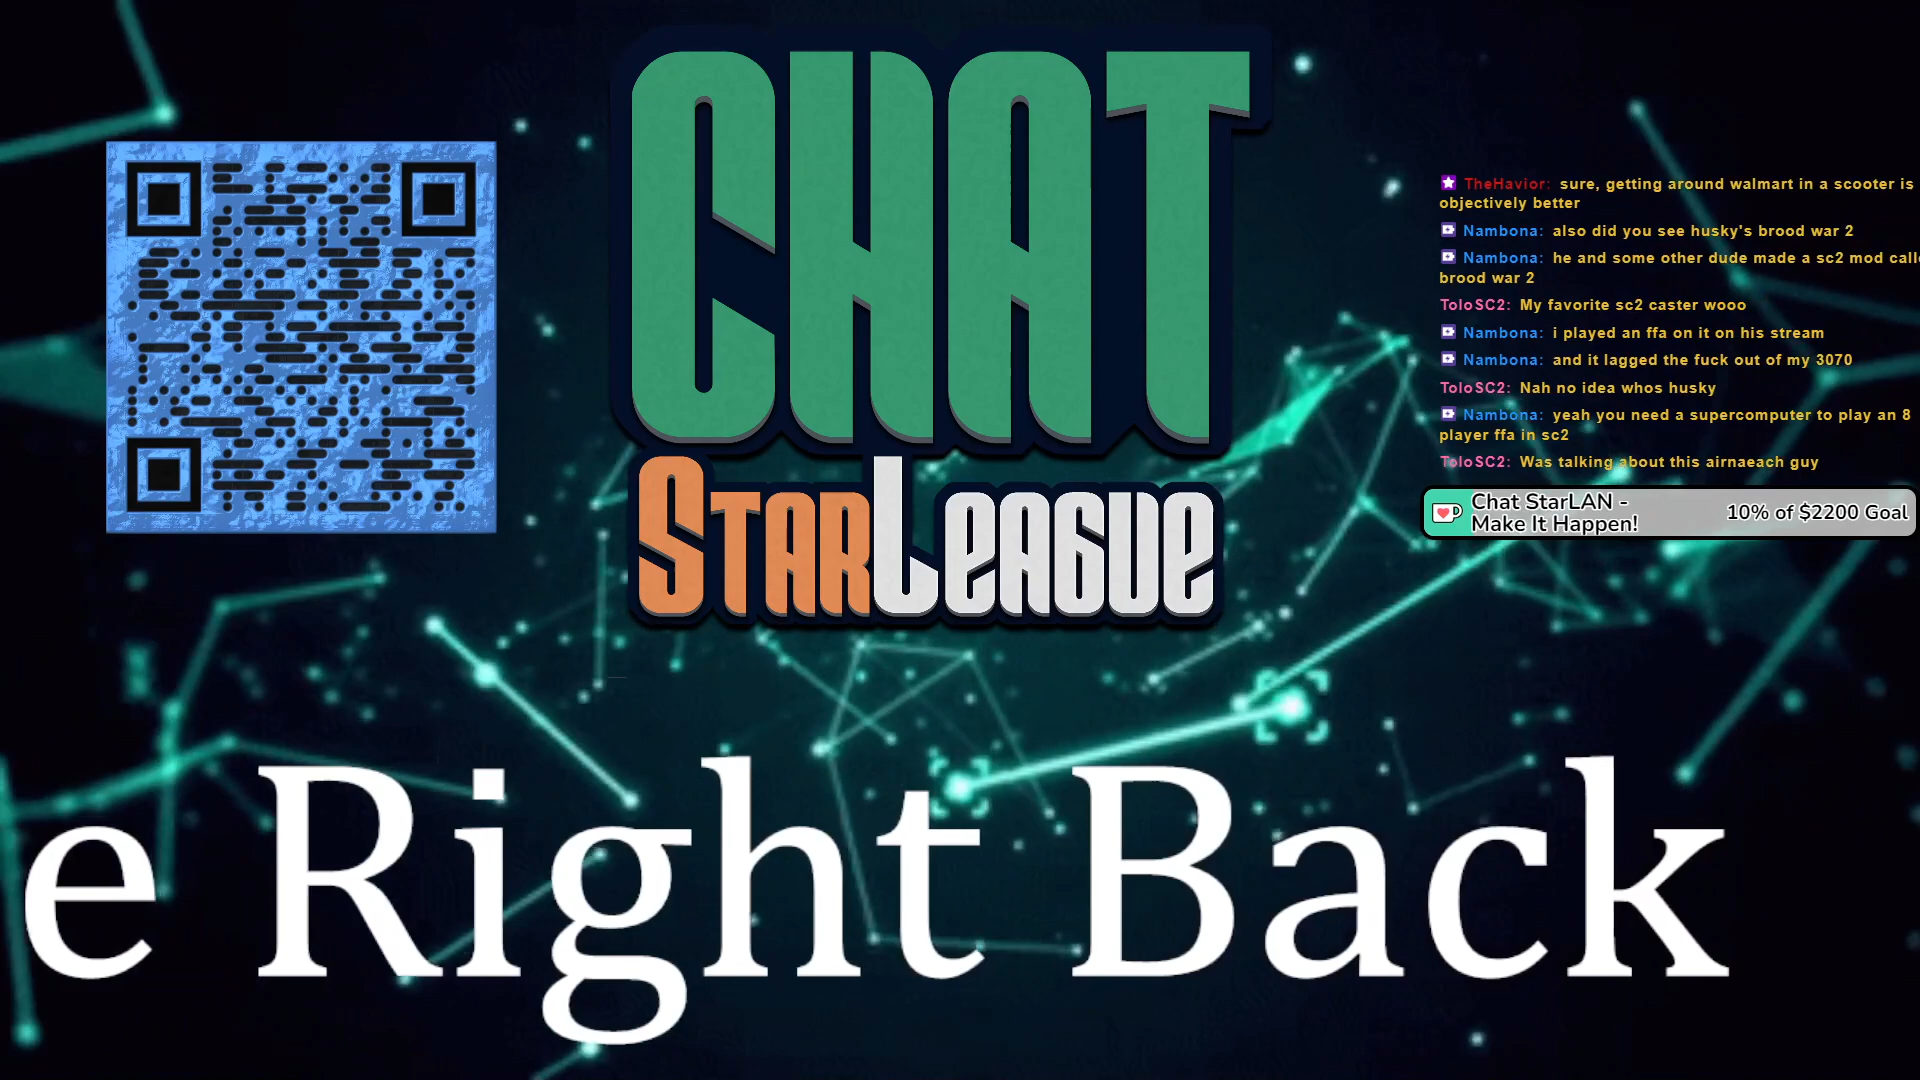 CHAT
StarLeague
TheHavior: sure, getting around walmart in a scooter is
objectively better
Nambona: also did you see husky's brood war 2
Nambona: he and some other dude made a sc2 mod calle
brood war 2
ToloSC2: My favorite sc2 caster wooo
Nambona: i played an ffa on it on his stream
Nambona: and it lagged the fuck out of my 3070
ToloSC2: Nah no idea whos husky
Nambona: yeah you need a supercomputer to play an 8
player ffa in sc2
ToloSC2: Was talking about this airnaeach guy
Chat StarLAN -
Make It Happen!
10% of $2200 Goal
e Right Back